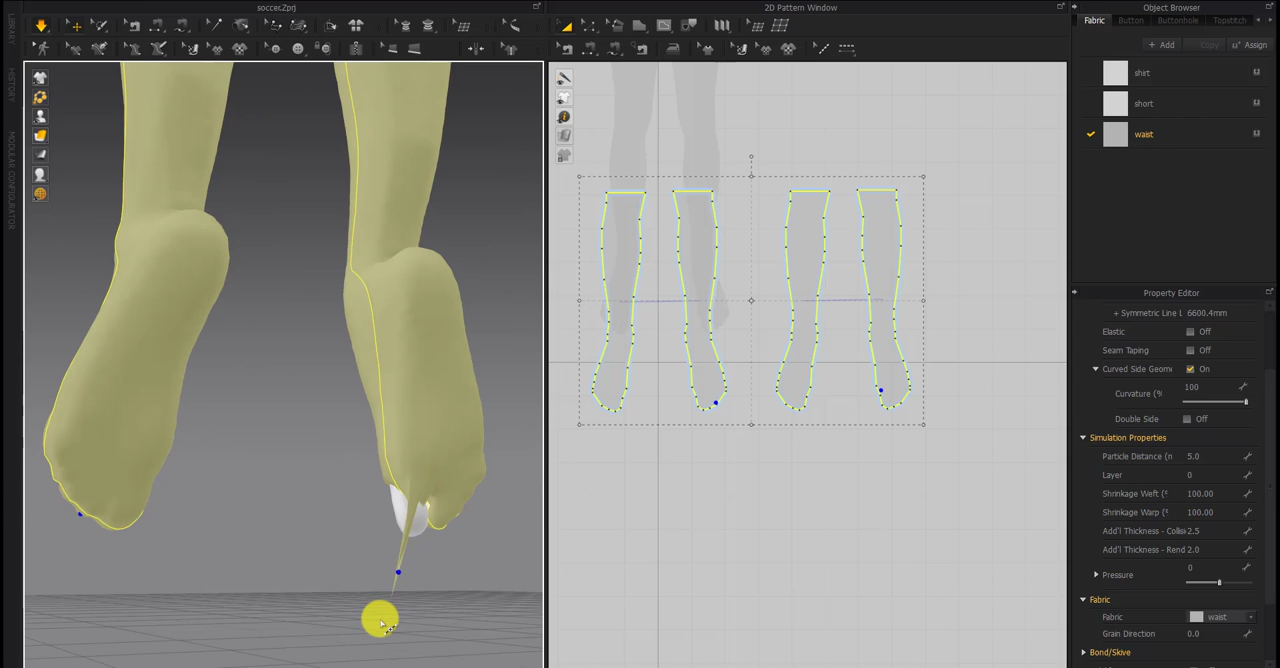 soccer.Zprj
2D Pattern Window
Object Browser
LIBRARY
HISTORY
MODULAR CONFIGURATOR
Fabric
Button
Buttonhole
Topstitch
+ Add
Copy
Assign
shirt
short
waist
Property Editor
+ Symmetric Line L 6600.4mm
Elastic Off
Seam Taping Off
Curved Side Geome On
Curvature (% 100
Double Side Off
Simulation Properties
Particle Distance (n 5.0
Layer 0
Shrinkage Weft (% 100.00
Shrinkage Warp (% 100.00
Add'l Thickness - Collis 2.5
Add'l Thickness - Rend 2.0
Pressure 0
Fabric
Fabric waist
Grain Direction 0.0
Bond/Skive